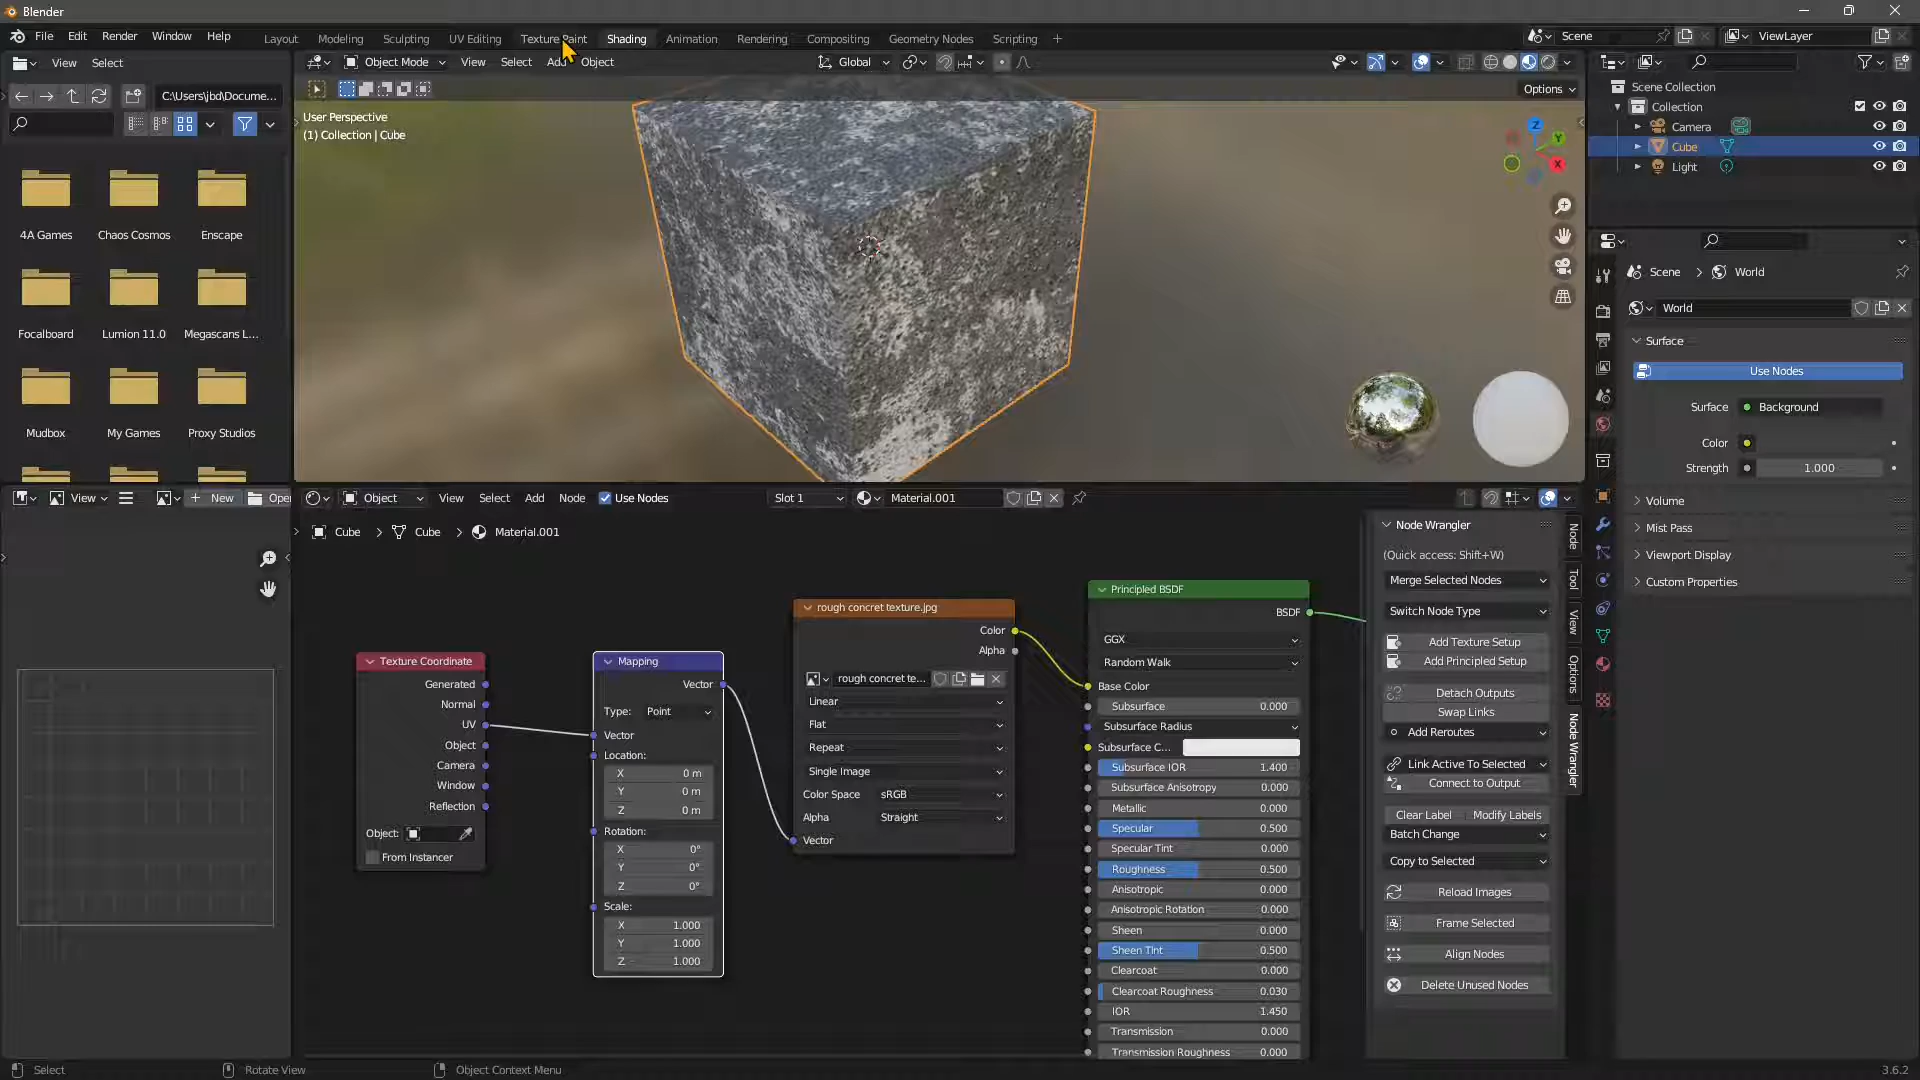 Blender
File Edit Render Window Help
Layout Modeling Sculpting UV Editing Texture Paint Shading Animation Rendering Compositing Geometry Nodes Scripting +
Scene
ViewLayer
View Select
C:\Users\jbd\Docume...
4A Games Chaos Cosmos Enscape
Focalboard Lumion 11.0 Megascans L...
Mudbox My Games Proxy Studios
Object Mode View Select Add Object
Global
Options
User Perspective
(1) Collection | Cube
Z
Y
X
Scene Collection
Collection
Camera
Cube
Light
Scene > World
World
Surface
Use Nodes
Surface Background
Color
Strength 1.000
Volume
Mist Pass
Viewport Display
Custom Properties
View + New Open
Object View Select Add Node Use Nodes Slot 1 Material.001
Cube > Cube > Material.001
Texture Coordinate
Generated
Normal
UV
Object
Camera
Window
Reflection
Object:
From Instancer
Mapping
Vector
Type: Point
Vector
Location:
X 0 m
Y 0 m
Z 0 m
Rotation:
X 0°
Y 0°
Z 0°
Scale:
X 1.000
Y 1.000
Z 1.000
rough concret texture.jpg
Color
Alpha
rough concret te...
Linear
Flat
Repeat
Single Image
Color Space sRGB
Alpha Straight
Vector
Principled BSDF
BSDF
GGX
Random Walk
Base Color
Subsurface 0.000
Subsurface Radius
Subsurface C...
Subsurface IOR 1.400
Subsurface Anisotropy 0.000
Metallic 0.000
Specular 0.500
Specular Tint 0.000
Roughness 0.500
Anisotropic 0.000
Anisotropic Rotation 0.000
Sheen 0.000
Sheen Tint 0.500
Clearcoat 0.000
Clearcoat Roughness 0.030
IOR 1.450
Transmission 0.000
Transmission Roughness 0.000
Node Wrangler
(Quick access: Shift+W)
Merge Selected Nodes
Switch Node Type
Add Texture Setup
Add Principled Setup
Detach Outputs
Swap Links
Add Reroutes
Link Active To Selected
Connect to Output
Clear Label Modify Labels
Batch Change
Copy to Selected
Reload Images
Frame Selected
Align Nodes
Delete Unused Nodes
Node
Tool
View
Options
Node Wrangler
Select Rotate View Object Context Menu
3.6.2